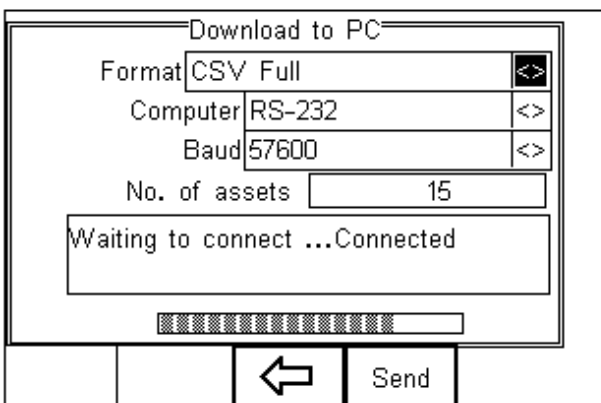 Download to PC
Format CSV Full <>
Computer RS-232 <>
Baud 57600 <>
No. of assets 15
Waiting to connect ...Connected
Send